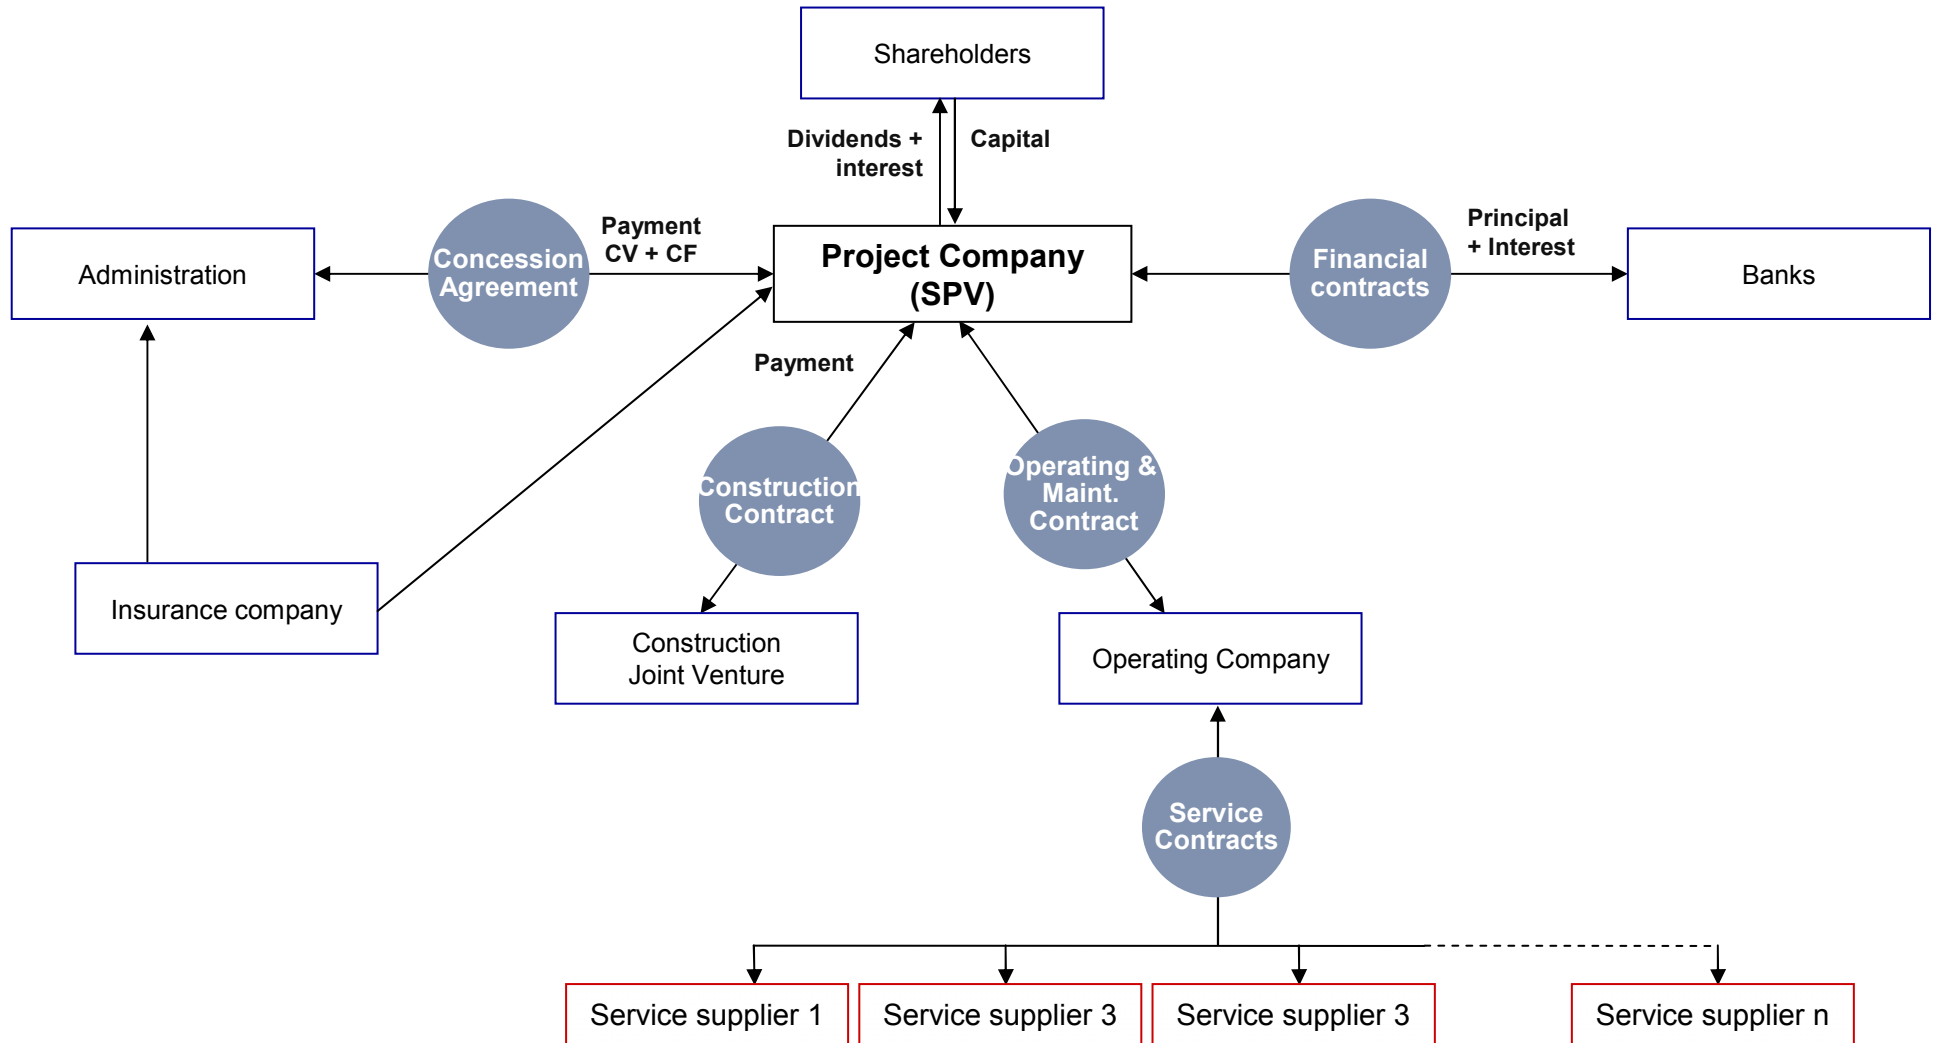 Shareholders
Dividends +
interest
Capital
Administration
Concession
Agreement
Payment
CV + CF
Project Company
(SPV)
Financial
contracts
Principal
+ Interest
Banks
Payment
Construction
Contract
Operating &
Maint.
Contract
Insurance company
Construction
Joint Venture
Operating Company
Service
Contracts
Service supplier 1
Service supplier 3
Service supplier 3
Service supplier n